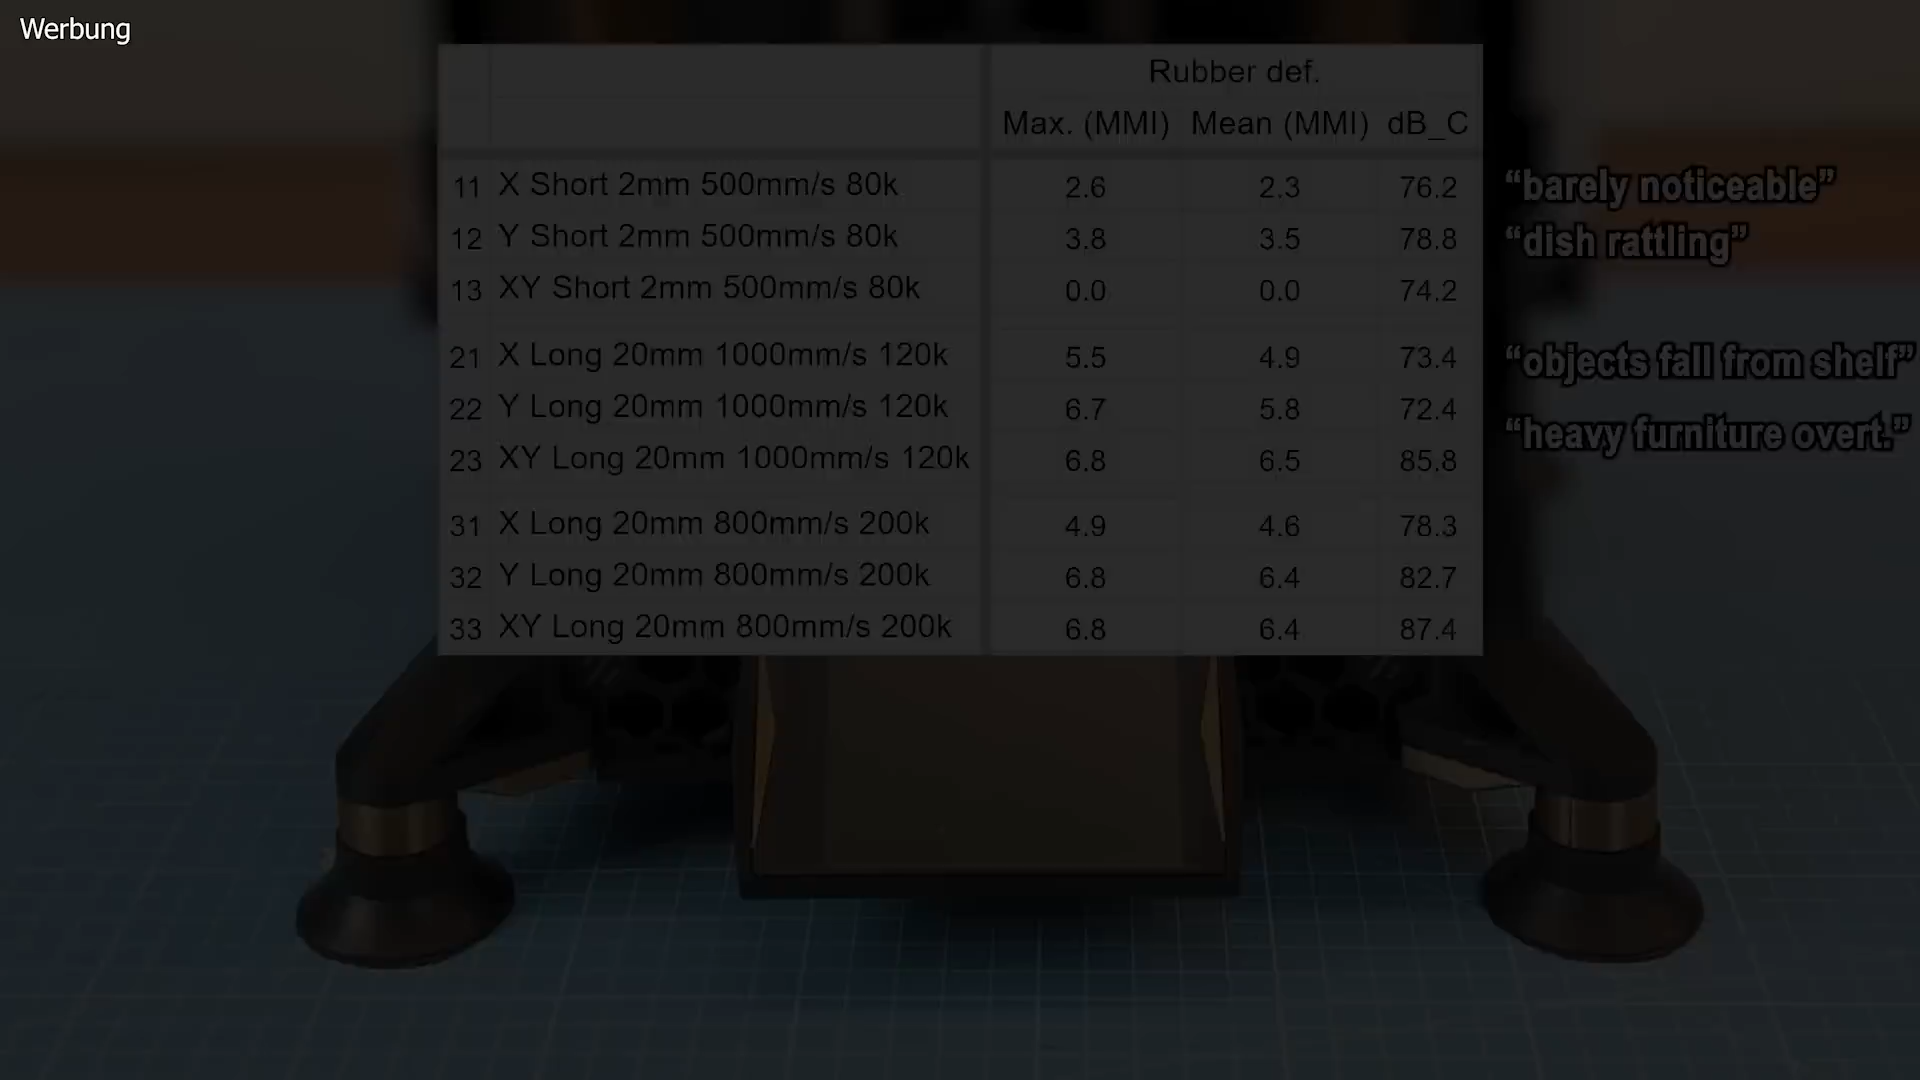 Werbung
Rubber def.
Max. (MMI) Mean (MMI) dB_C
11 X Short 2mm 500mm/s 80k 2.6 2.3 76.2 “barely noticeable”
12 Y Short 2mm 500mm/s 80k 3.8 3.5 78.8 “dish rattling”
13 XY Short 2mm 500mm/s 80k 0.0 0.0 74.2
21 X Long 20mm 1000mm/s 120k 5.5 4.9 73.4 “objects fall from shelf”
22 Y Long 20mm 1000mm/s 120k 6.7 5.8 72.4 “heavy furniture overt.”
23 XY Long 20mm 1000mm/s 120k 6.8 6.5 85.8
31 X Long 20mm 800mm/s 200k 4.9 4.6 78.3
32 Y Long 20mm 800mm/s 200k 6.8 6.4 82.7
33 XY Long 20mm 800mm/s 200k 6.8 6.4 87.4